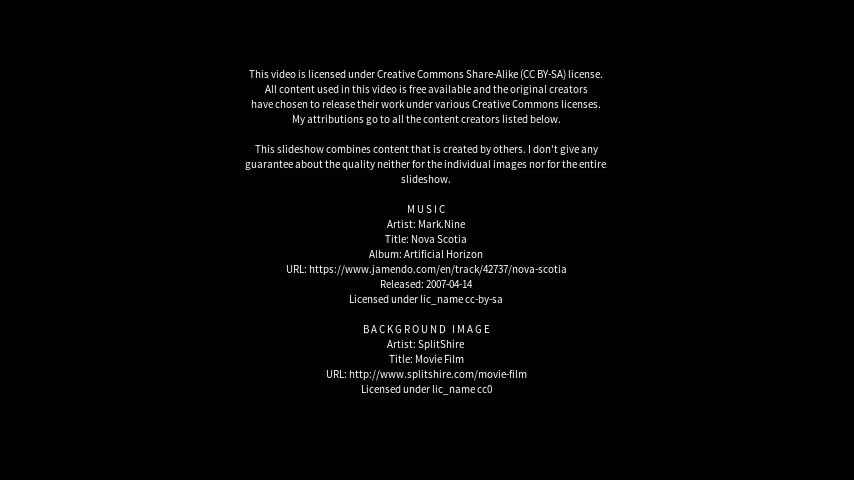 This video is licensed under Creative Commons Share-Alike (CC BY-SA) license.
All content used in this video is free available and the original creators
have chosen to release their work under various Creative Commons licenses.
My attributions go to all the content creators listed below.
This slideshow combines content that is created by others. I don't give any
guarantee about the quality neither for the individual images nor for the entire
slideshow.
MUSIC
Artist: Mark.Nine
Title: Nova Scotia
Album: Artificial Horizon
URL: https://www.jamendo.com/en/track/42737/nova-scotia
Released: 2007-04-14
Licensed under lic_name cc-by-sa
BACKGROUND IMAGE
Artist: SplitShire
Title: Movie Film
URL: http://www.splitshire.com/movie-film
Licensed under lic_name cc0